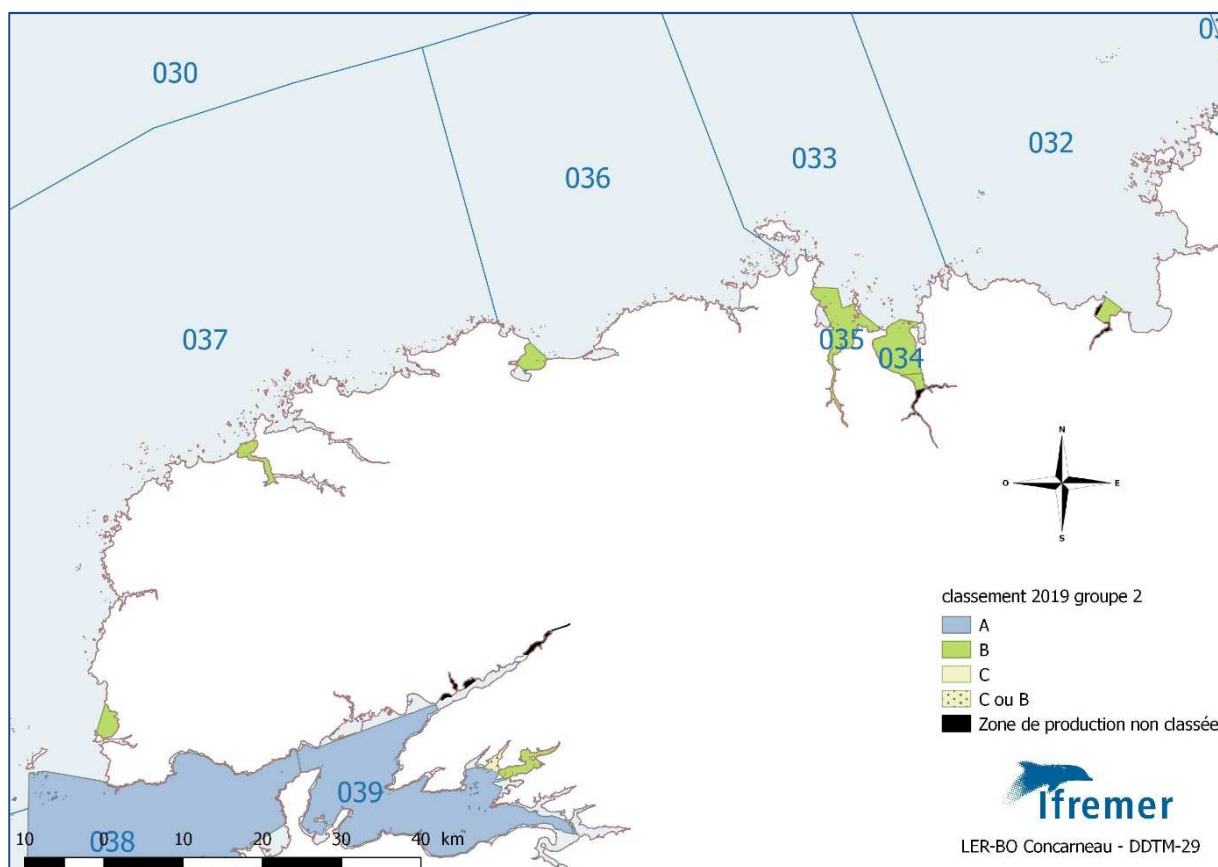 030
036
033
032
037
035
034
N
O
E
S
classement 2019 groupe 2
A
B
C
C ou B
Zone de production non classée
039
038
10 0 10 20 30 40 km
Ifremer
LER-BO Concarneau - DDTM-29